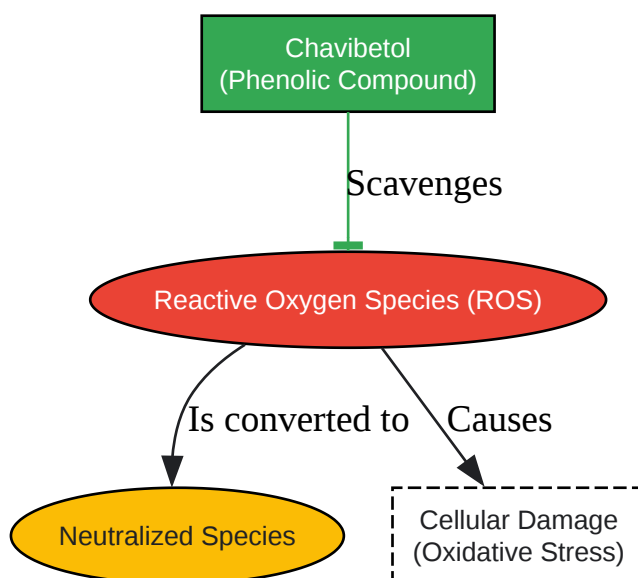 Chavibetol
(Phenolic Compound)
Scavenges
Reactive Oxygen Species (ROS)
Is converted to
Causes
Neutralized Species
Cellular Damage
(Oxidative Stress)